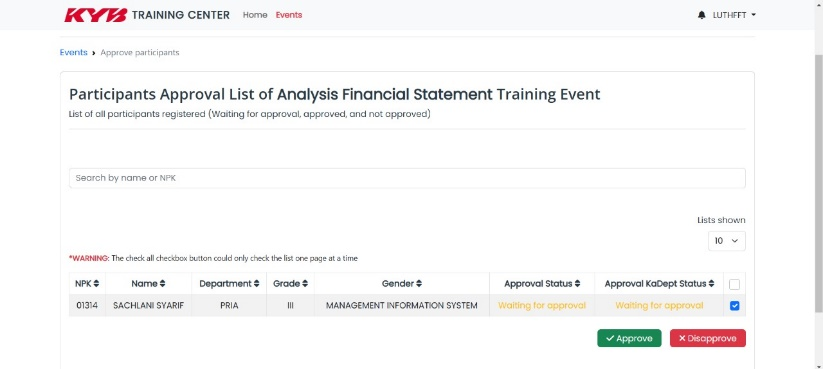 KYB TRAINING CENTER Home Events LUTHFFT
Events › Approve participants
Participants Approval List of Analysis Financial Statement Training Event
List of all participants registered (Waiting for approval, approved, and not approved)
Search by name or NPK
Lists shown
10
*WARNING: The check all checkbox button could only check the list one page at a time
NPK Name Department Grade Gender Approval Status Approval KaDept Status
01314 SACHLANI SYARIF PRIA III MANAGEMENT INFORMATION SYSTEM Waiting for approval Waiting for approval
Approve Disapprove